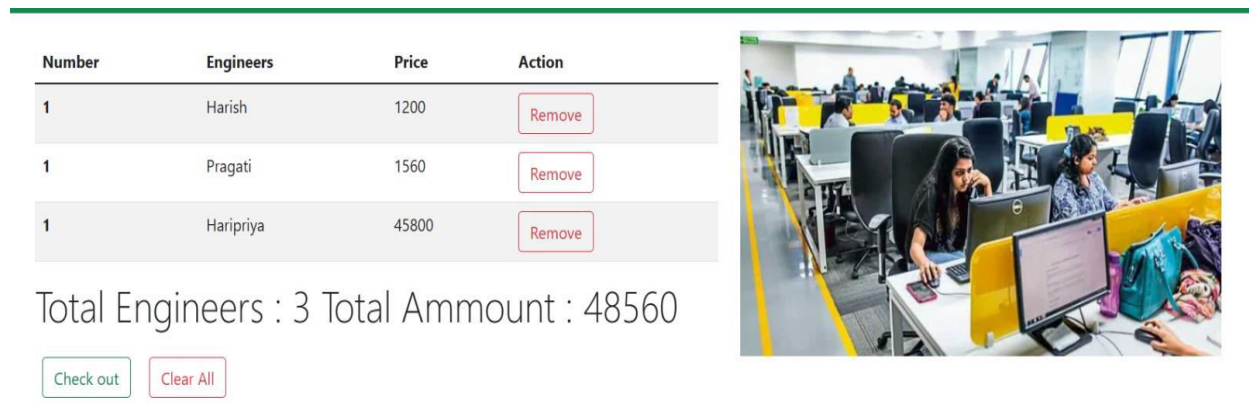 Number Engineers Price Action
1 Harish 1200 Remove
1 Pragati 1560 Remove
1 Haripriya 45800 Remove
Total Engineers : 3 Total Ammount : 48560
Check out Clear All